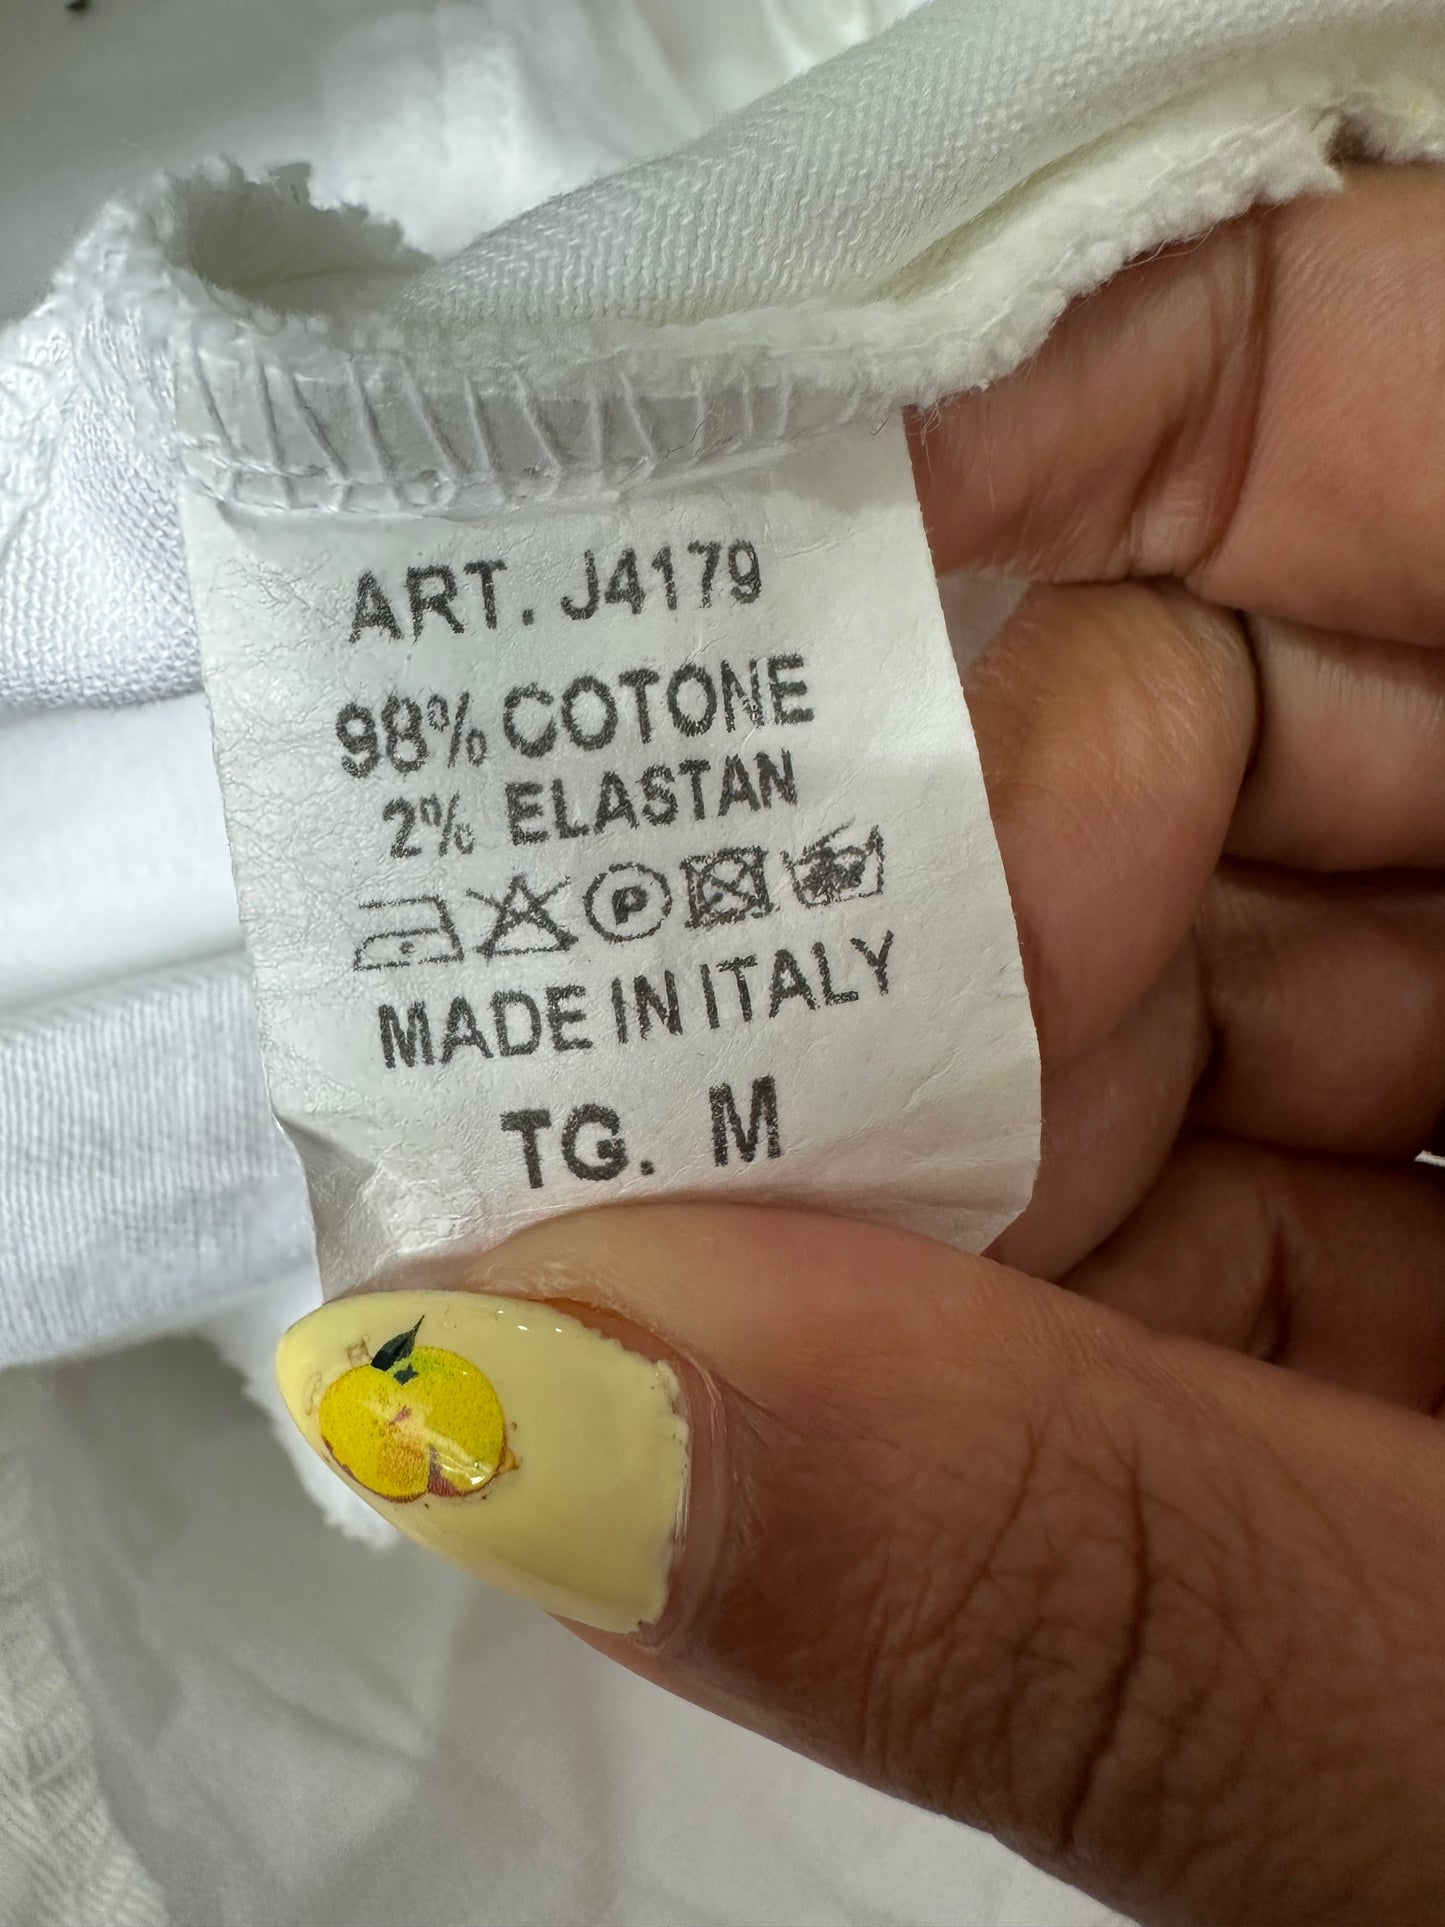 ART. J4179
98% COTONE
2% ELASTAN
P
MADE IN ITALY
TG. M